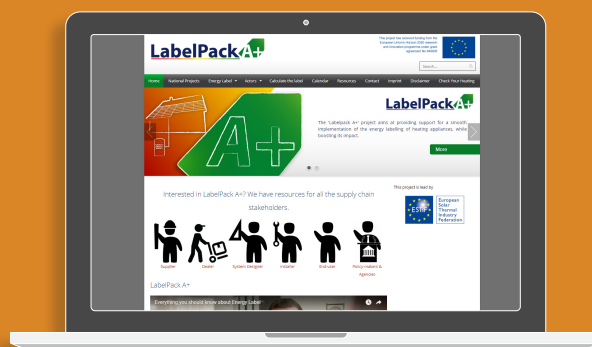 LabelPack A+
This project has received funding from the
European Union's Horizon 2020 research
and innovation programme under grant
agreement No 649905
Search...
Home National Projects Energy Label Actors Calculate the label Calendar Resources Contact Imprint Disclaimer Check Your Heating
A+
LabelPack A+
The 'Labelpack A+' project aims at providing support for a smooth
implementation of the energy labelling of heating appliances, while
boosting its impact.
More
Interested in LabelPack A+? We have resources for all the supply chain
stakeholders.
Supplier Dealer System Designer Installer End user Policy makers &
Agencies
This project is lead by
ESTIF
European
Solar
Thermal
Industry
Federation
LabelPack A+
Everything you should know about Energy Label